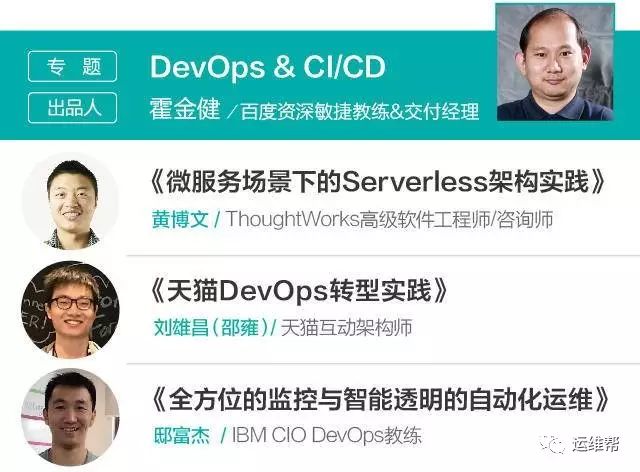 专 题
DevOps & CI/CD
出品人
霍金健 / 百度资深敏捷教练&交付经理
《微服务场景下的Serverless架构实践》
黄博文 / ThoughtWorks高级软件工程师/咨询师
《天猫DevOps转型实践》
刘雄昌（邵雍）/ 天猫互动架构师
《全方位的监控与智能透明的自动化运维》
邸富杰 / IBM CIO DevOps教练
运维帮